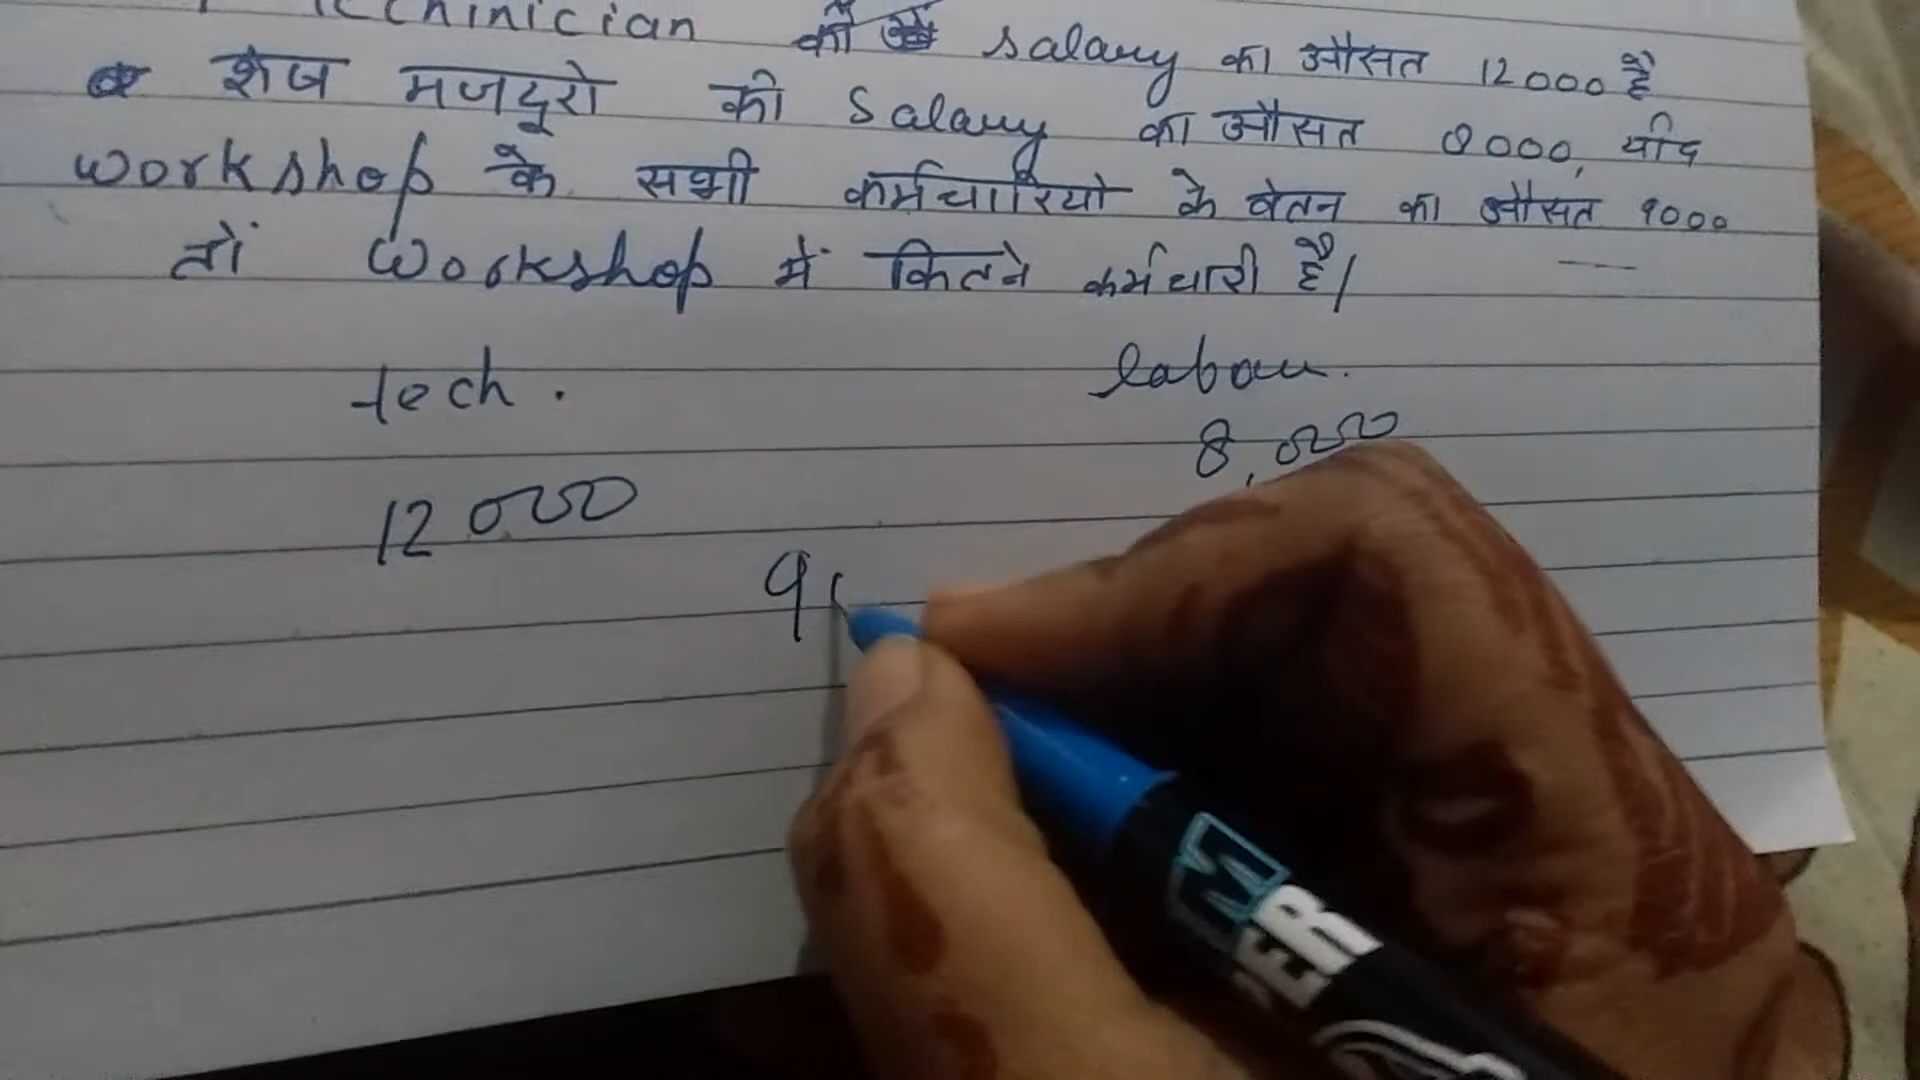 Techinician की salary का औसत 12000 है
शेष मजदूरो की Salary का औसत 8000, यदि
workshop के सभी कर्मचारियो के वेतन का औसत 9000
तो Workshop में कितने कर्मचारी है।
tech. labour.
12000 8,000
9